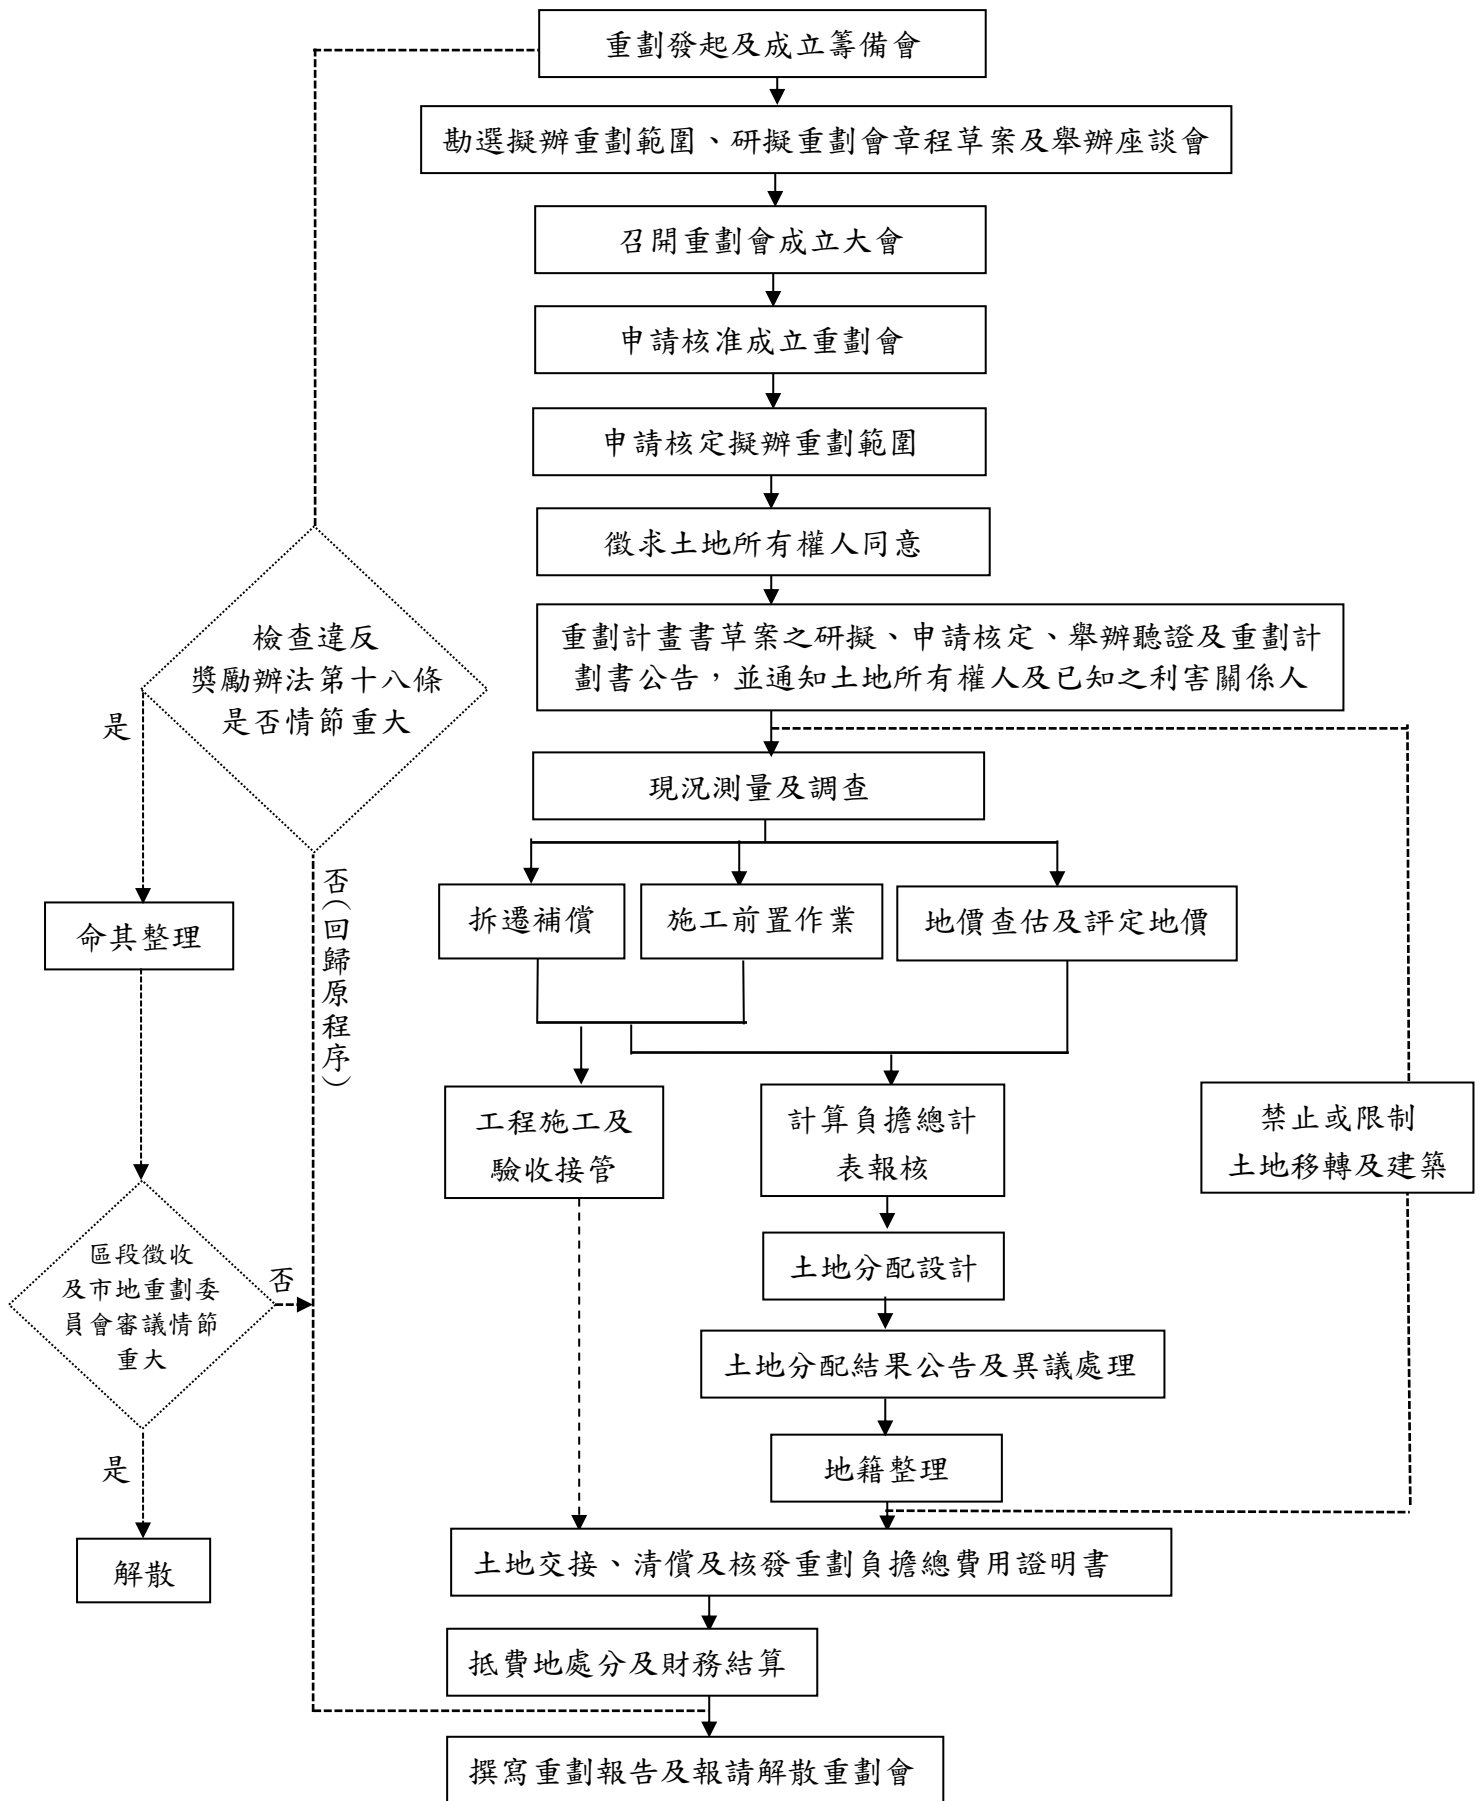 重劃發起及成立籌備會
勘選擬辦重劃範圍、研擬重劃會章程草案及舉辦座談會
召開重劃會成立大會
申請核准成立重劃會
申請核定擬辦重劃範圍
徵求土地所有權人同意
重劃計畫書草案之研擬、申請核定、舉辦聽證及重劃計
劃書公告，並通知土地所有權人及已知之利害關係人
檢查違反
獎勵辦法第十八條
是否情節重大
是
現況測量及調查
否(回歸原程序)
拆遷補償
施工前置作業
地價查估及評定地價
命其整理
工程施工及
驗收接管
計算負擔總計
表報核
禁止或限制
土地移轉及建築
區段徵收
及市地重劃委
員會審議情節
重大
否
土地分配設計
土地分配結果公告及異議處理
地籍整理
是
解散
土地交接、清償及核發重劃負擔總費用證明書
抵費地處分及財務結算
撰寫重劃報告及報請解散重劃會